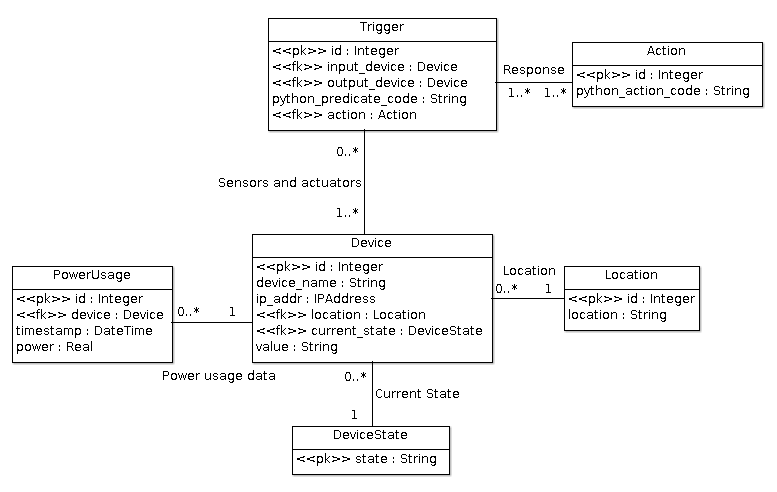 Trigger
<<pk>> id : Integer
<<fk>> input_device : Device
<<fk>> output_device : Device
python_predicate_code : String
<<fk>> action : Action
Response
1..* 1..*
Action
<<pk>> id : Integer
python_action_code : String
0..*
Sensors and actuators
1..*
Device
<<pk>> id : Integer
device_name : String
ip_addr : IPAddress
<<fk>> location : Location
<<fk>> current_state : DeviceState
value : String
PowerUsage
<<pk>> id : Integer
<<fk>> device : Device
timestamp : DateTime
power : Real
0..* 1
Power usage data
Location
0..* 1
Location
<<pk>> id : Integer
location : String
0..*
Current State
1
DeviceState
<<pk>> state : String